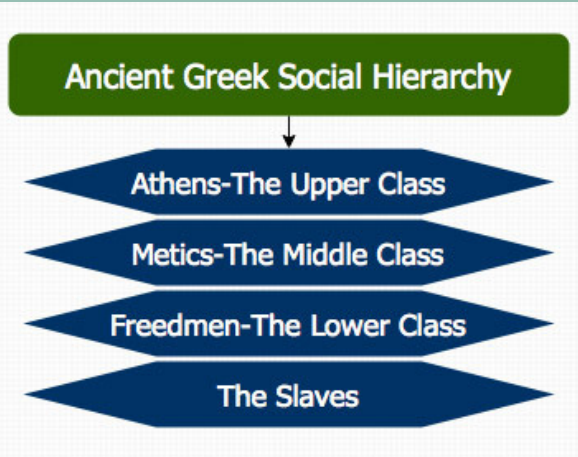 Ancient Greek Social Hierarchy
Athens-The Upper Class
Metics-The Middle Class
Freedmen-The Lower Class
The Slaves